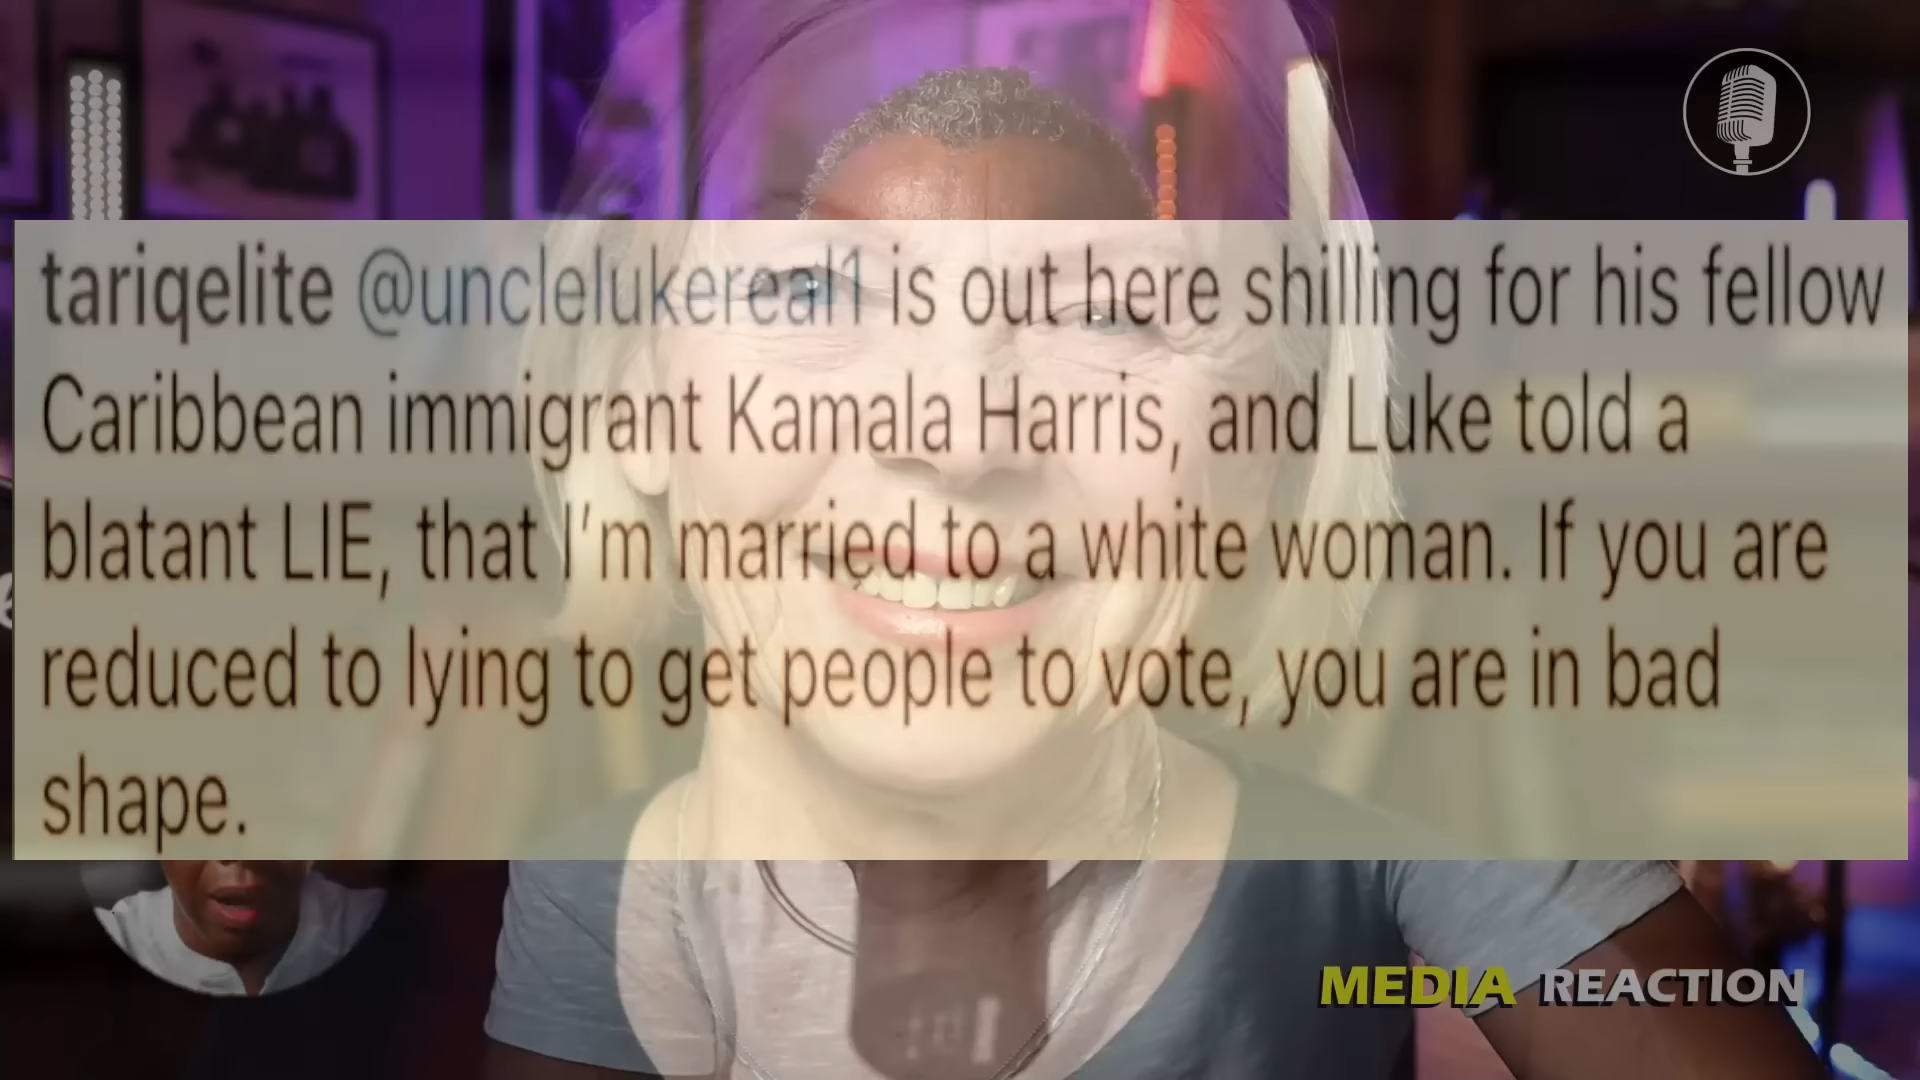 tariqelite @unclelukereal1 is out here shilling for his fellow
Caribbean immigrant Kamala Harris, and Luke told a
blatant LIE, that I'm married to a white woman. If you are
reduced to lying to get people to vote, you are in bad
shape.
MEDIA REACTION